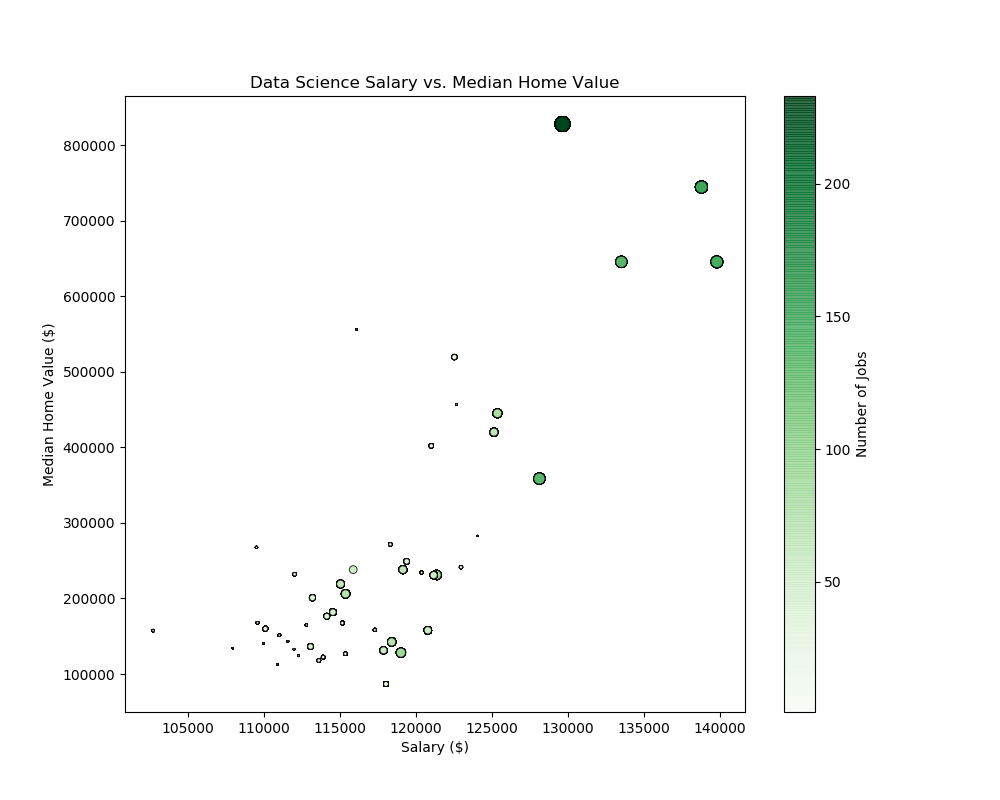 Data Science Salary vs. Median Home Value
800000
700000
600000
500000
400000
300000
200000
100000
Median Home Value ($)
105000 110000 115000 120000 125000 130000 135000 140000
Salary ($)
200
150
100
50
Number of Jobs